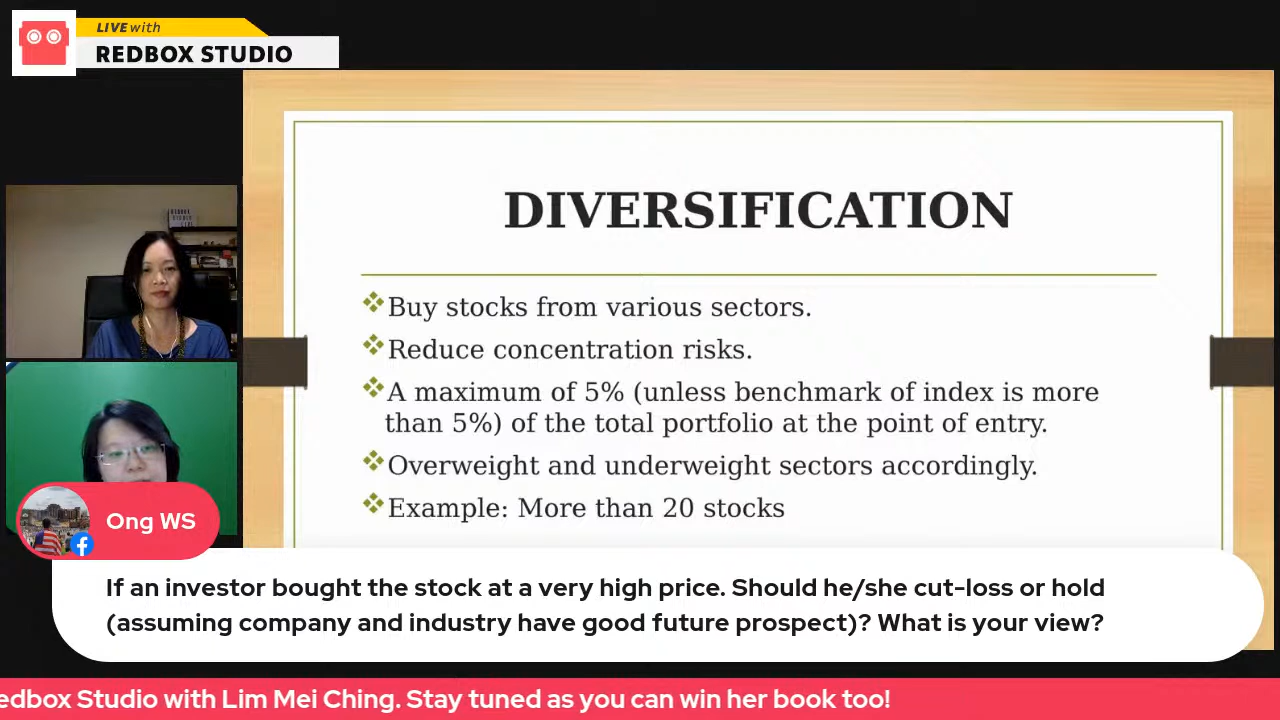 LIVE with
REDBOX STUDIO
DIVERSIFICATION
Buy stocks from various sectors.
Reduce concentration risks.
A maximum of 5% (unless benchmark of index is more
than 5%) of the total portfolio at the point of entry.
Overweight and underweight sectors accordingly.
Example: More than 20 stocks
Ong WS
If an investor bought the stock at a very high price. Should he/she cut-loss or hold
(assuming company and industry have good future prospect)? What is your view?
edbox Studio with Lim Mei Ching. Stay tuned as you can win her book too!